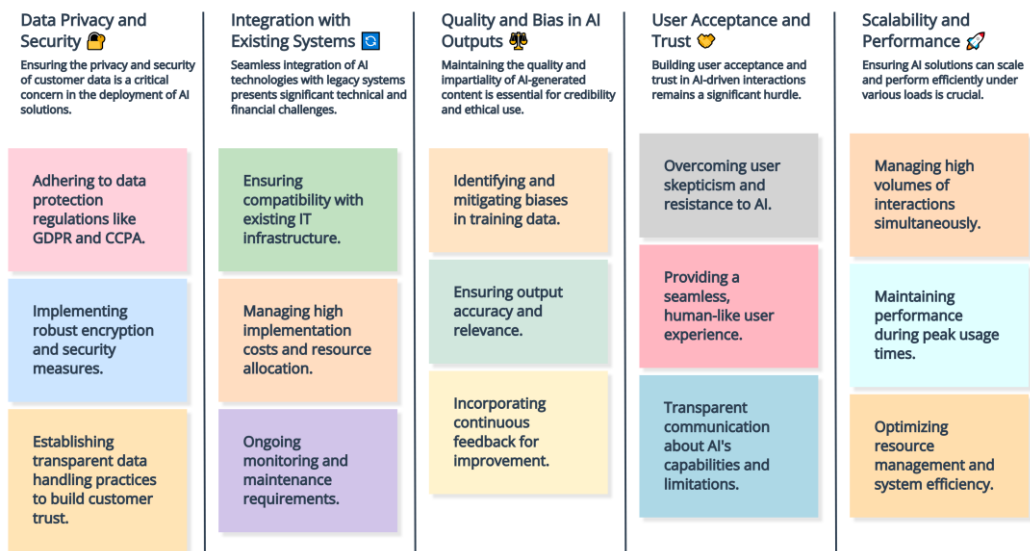 Data Privacy and
Security
Ensuring the privacy and security
of customer data is a critical
concern in the deployment of AI
solutions.
Adhering to data
protection
regulations like
GDPR and CCPA.
Implementing
robust encryption
and security
measures.
Establishing
transparent data
handling practices
to build customer
trust.
Integration with
Existing Systems
Seamless integration of AI
technologies with legacy systems
presents significant technical and
financial challenges.
Ensuring
compatibility with
existing IT
infrastructure.
Managing high
implementation
costs and resource
allocation.
Ongoing
monitoring and
maintenance
requirements.
Quality and Bias in AI
Outputs
Maintaining the quality and
impartiality of AI-generated
content is essential for credibility
and ethical use.
Identifying and
mitigating biases
in training data.
Ensuring output
accuracy and
relevance.
Incorporating
continuous
feedback for
improvement.
User Acceptance and
Trust
Building user acceptance and
trust in AI-driven interactions
remains a significant hurdle.
Overcoming user
skepticism and
resistance to AI.
Providing a
seamless,
human-like user
experience.
Transparent
communication
about AI's
capabilities and
limitations.
Scalability and
Performance
Ensuring AI solutions can scale
and perform efficiently under
various loads is crucial.
Managing high
volumes of
interactions
simultaneously.
Maintaining
performance
during peak usage
times.
Optimizing
resource
management and
system efficiency.